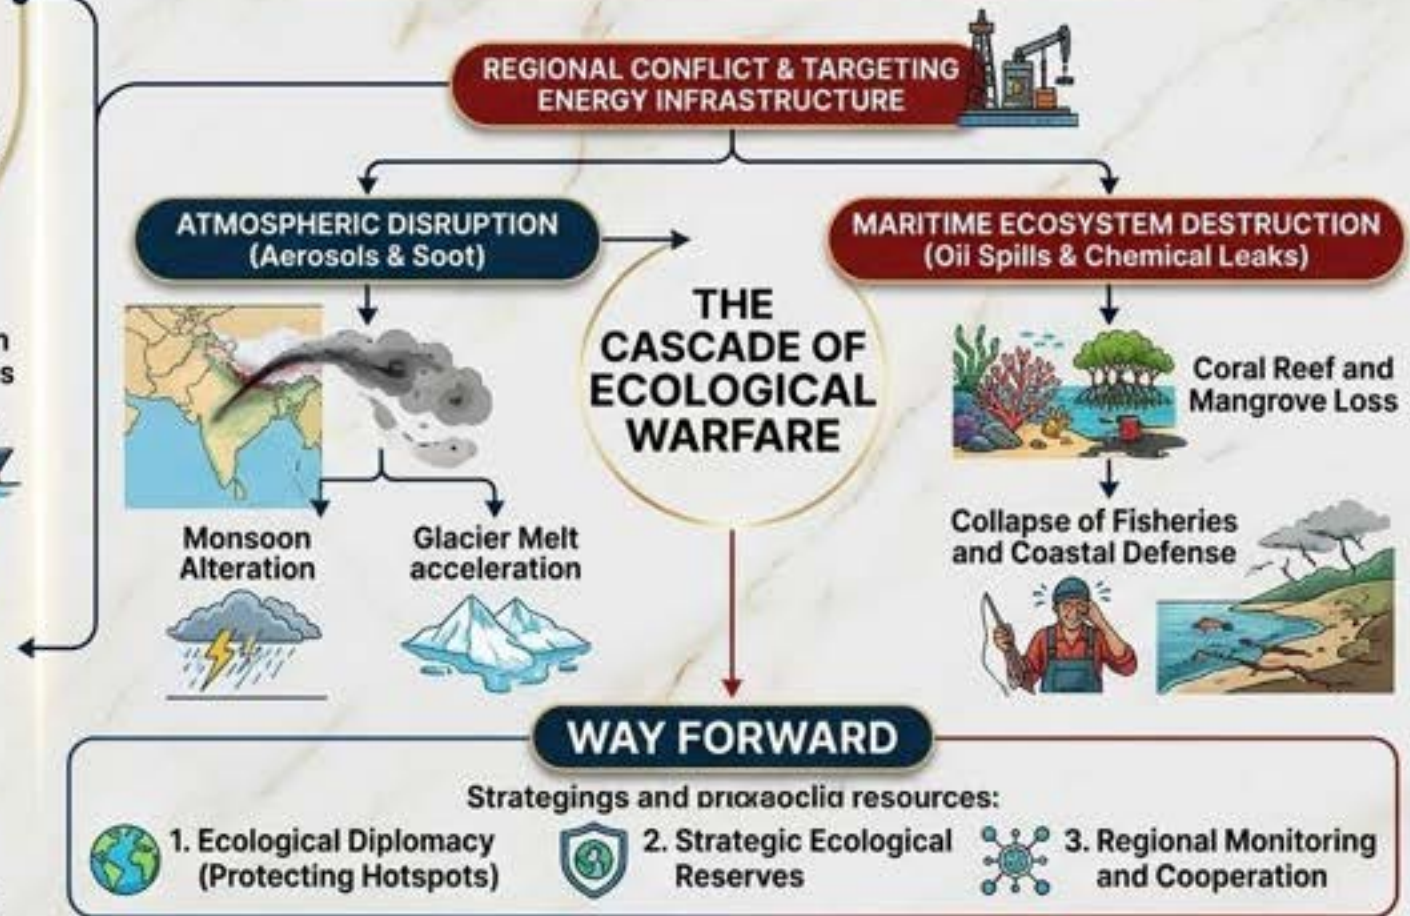 REGIONAL CONFLICT & TARGETING
ENERGY INFRASTRUCTURE
ATMOSPHERIC DISRUPTION
(Aerosols & Soot)
MARITIME ECOSYSTEM DESTRUCTION
(Oil Spills & Chemical Leaks)
THE
CASCADE OF
ECOLOGICAL
WARFARE
Coral Reef and
Mangrove Loss
Monsoon
Alteration
Glacier Melt
acceleration
Collapse of Fisheries
and Coastal Defense
WAY FORWARD
Strategings and resources:
1. Ecological Diplomacy
(Protecting Hotspots)
2. Strategic Ecological
Reserves
3. Regional Monitoring
and Cooperation